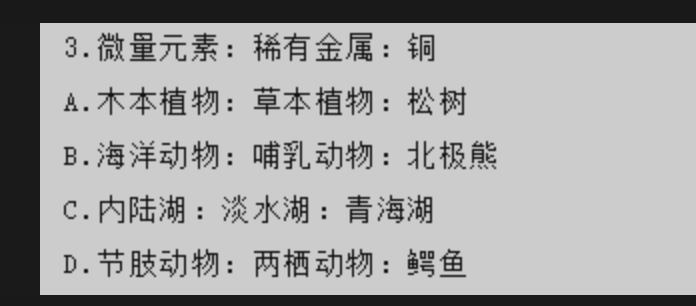 3.微量元素：稀有金属：铜
A.木本植物：草本植物：松树
B.海洋动物：哺乳动物：北极熊
C.内陆湖：淡水湖：青海湖
D.节肢动物：两栖动物：鳄鱼